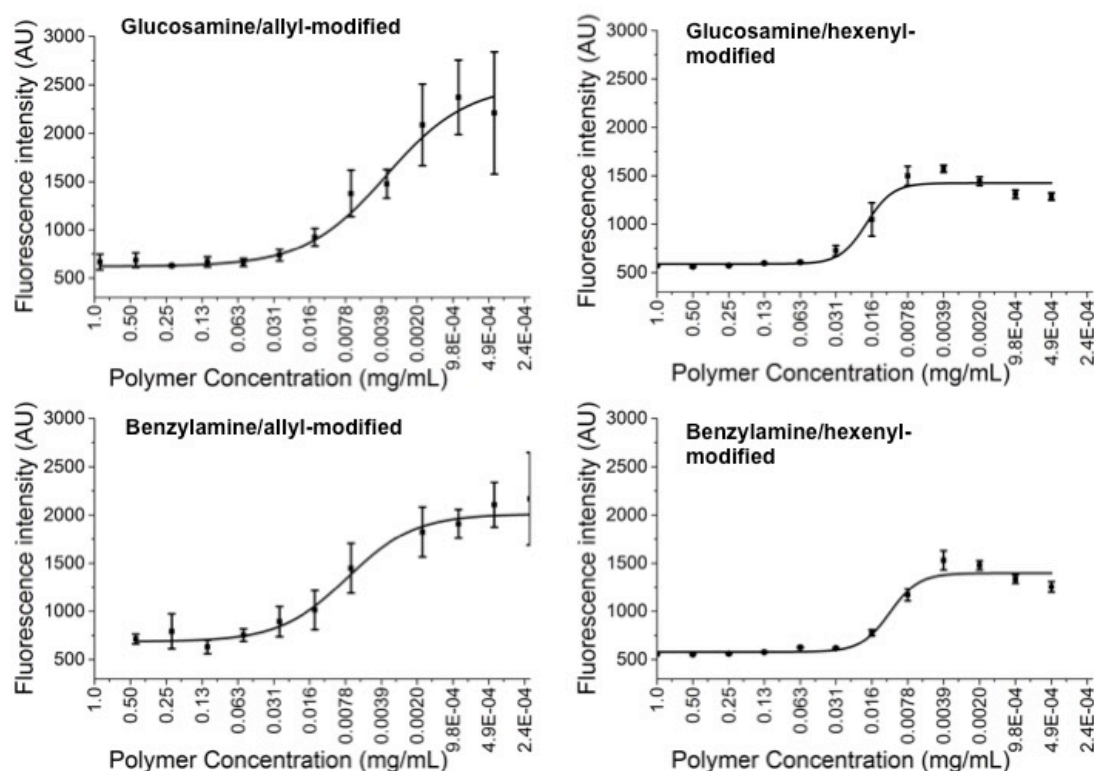 Glucosamine/allyl-modified
Fluorescence intensity (AU)
3000
2500
2000
1500
1000
500
1.0
0.50
0.25
0.13
0.063
0.031
0.016
0.0078
0.0039
0.0020
9.8E-04
4.9E-04
2.4E-04
Polymer Concentration (mg/mL)
Glucosamine/hexenyl-
modified
Fluorescence intensity (AU)
3000
2500
2000
1500
1000
500
1.0
0.50
0.25
0.13
0.063
0.031
0.016
0.0078
0.0039
0.0020
9.8E-04
4.9E-04
2.4E-04
Polymer Concentration (mg/mL)
Benzylamine/allyl-modified
Fluorescence intensity (AU)
3000
2500
2000
1500
1000
500
1.0
0.50
0.25
0.13
0.063
0.031
0.016
0.0078
0.0039
0.0020
9.8E-04
4.9E-04
2.4E-04
Polymer Concentration (mg/mL)
Benzylamine/hexenyl-
modified
Fluorescence intensity (AU)
3000
2500
2000
1500
1000
500
1.0
0.50
0.25
0.13
0.063
0.031
0.016
0.0078
0.0039
0.0020
9.8E-04
4.9E-04
2.4E-04
Polymer Concentration (mg/mL)